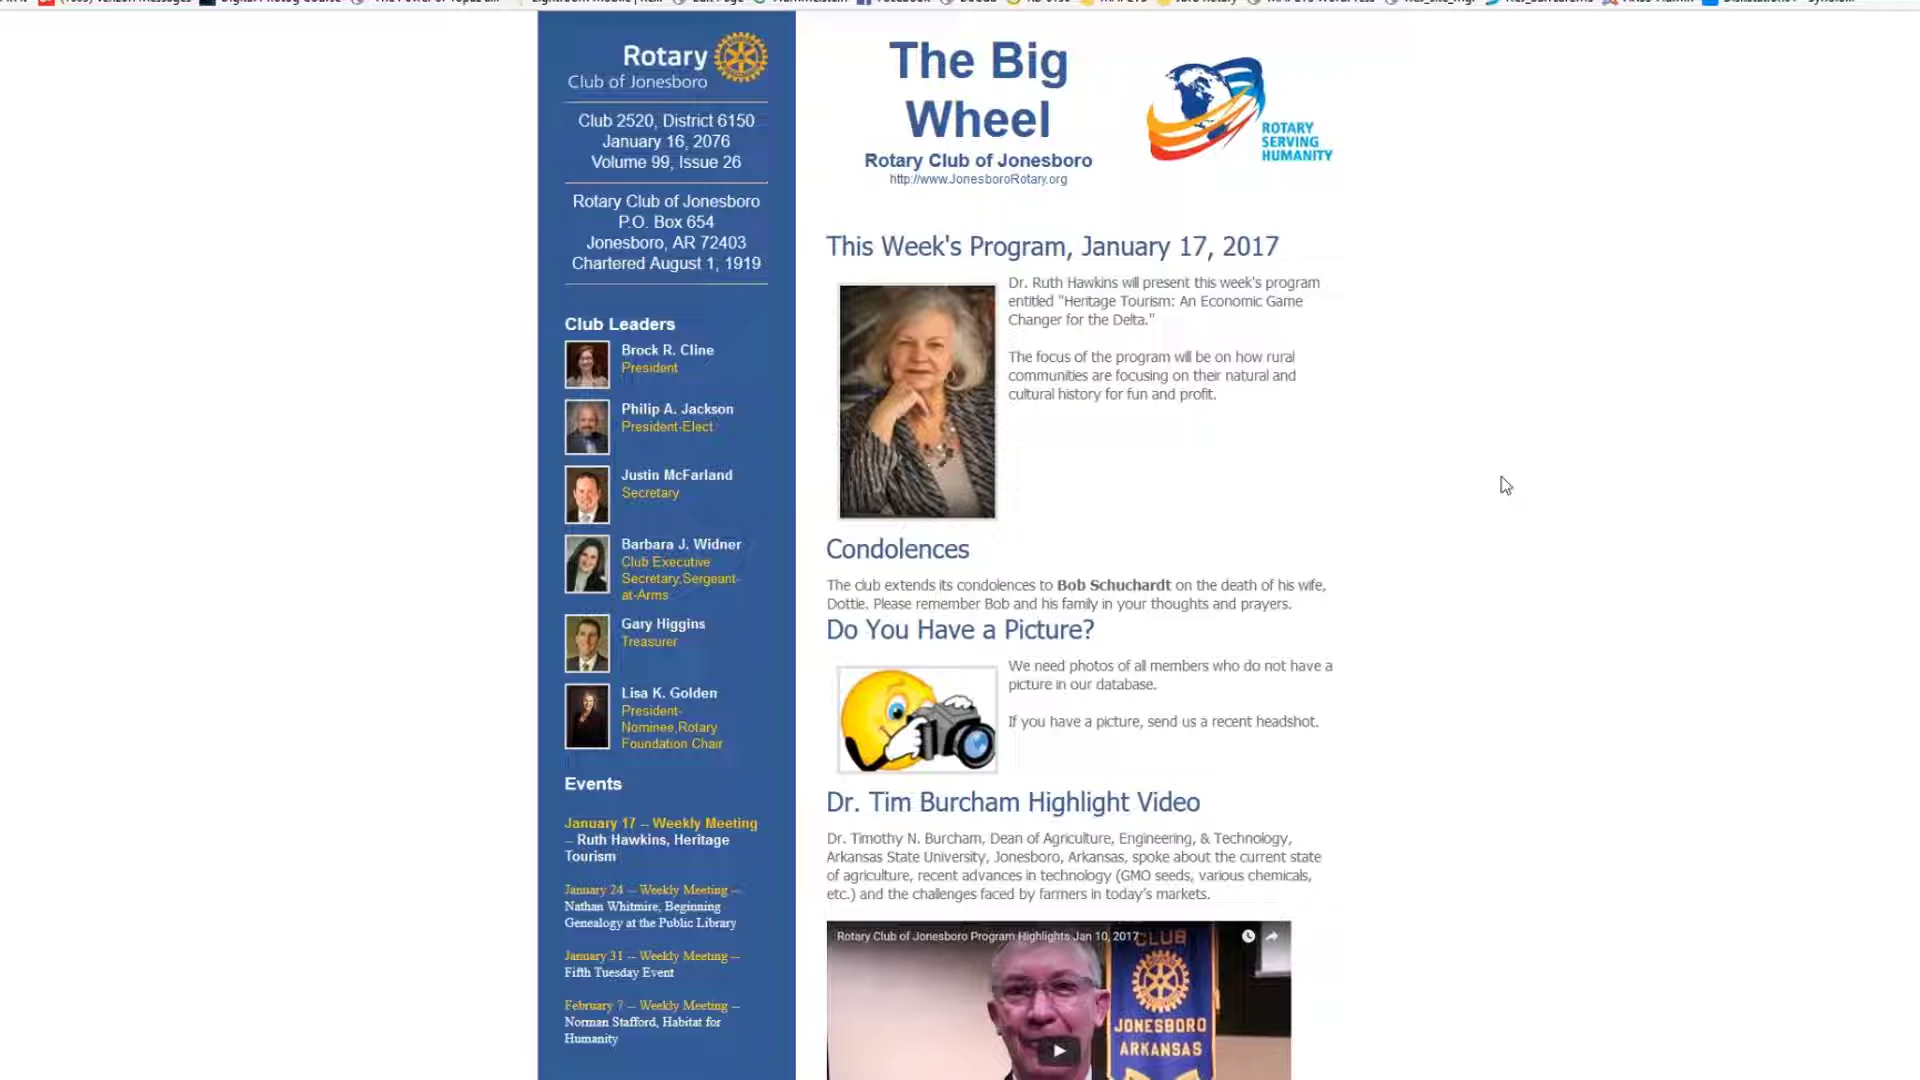 Rotary
Club of Jonesboro
Club 2520, District 6150
January 16, 2076
Volume 99, Issue 26
Rotary Club of Jonesboro
P.O. Box 654
Jonesboro, AR 72403
Chartered August 1, 1919
Club Leaders
Brock R. Cline
President
Philip A. Jackson
President-Elect
Justin McFarland
Secretary
Barbara J. Widner
Club Executive
Secretary,Sergeant-
at-Arms
Gary Higgins
Treasurer
Lisa K. Golden
President-
Nominee,Rotary
Foundation Chair
Events
January 17 -- Weekly Meeting
-- Ruth Hawkins, Heritage
Tourism
January 24 -- Weekly Meeting --
Nathan Whitmire, Beginning
Genealogy at the Public Library
January 31 -- Weekly Meeting --
Fifth Tuesday Event
February 7 -- Weekly Meeting --
Norman Stafford, Habitat for
Humanity
The Big
Wheel
Rotary Club of Jonesboro
http://www.JonesboroRotary.org
ROTARY
SERVING
HUMANITY
This Week's Program, January 17, 2017
Dr. Ruth Hawkins will present this week's program
entitled "Heritage Tourism: An Economic Game
Changer for the Delta."
The focus of the program will be on how rural
communities are focusing on their natural and
cultural history for fun and profit.
Condolences
The club extends its condolences to Bob Schuchardt on the death of his wife,
Dottie. Please remember Bob and his family in your thoughts and prayers.
Do You Have a Picture?
We need photos of all members who do not have a
picture in our database.
If you have a picture, send us a recent headshot.
Dr. Tim Burcham Highlight Video
Dr. Timothy N. Burcham, Dean of Agriculture, Engineering, & Technology,
Arkansas State University, Jonesboro, Arkansas, spoke about the current state
of agriculture, recent advances in technology (GMO seeds, various chemicals,
etc.) and the challenges faced by farmers in today's markets.
Rotary Club of Jonesboro Program Highlights Jan 10, 2017
CLUB
JONESBORO
ARKANSAS